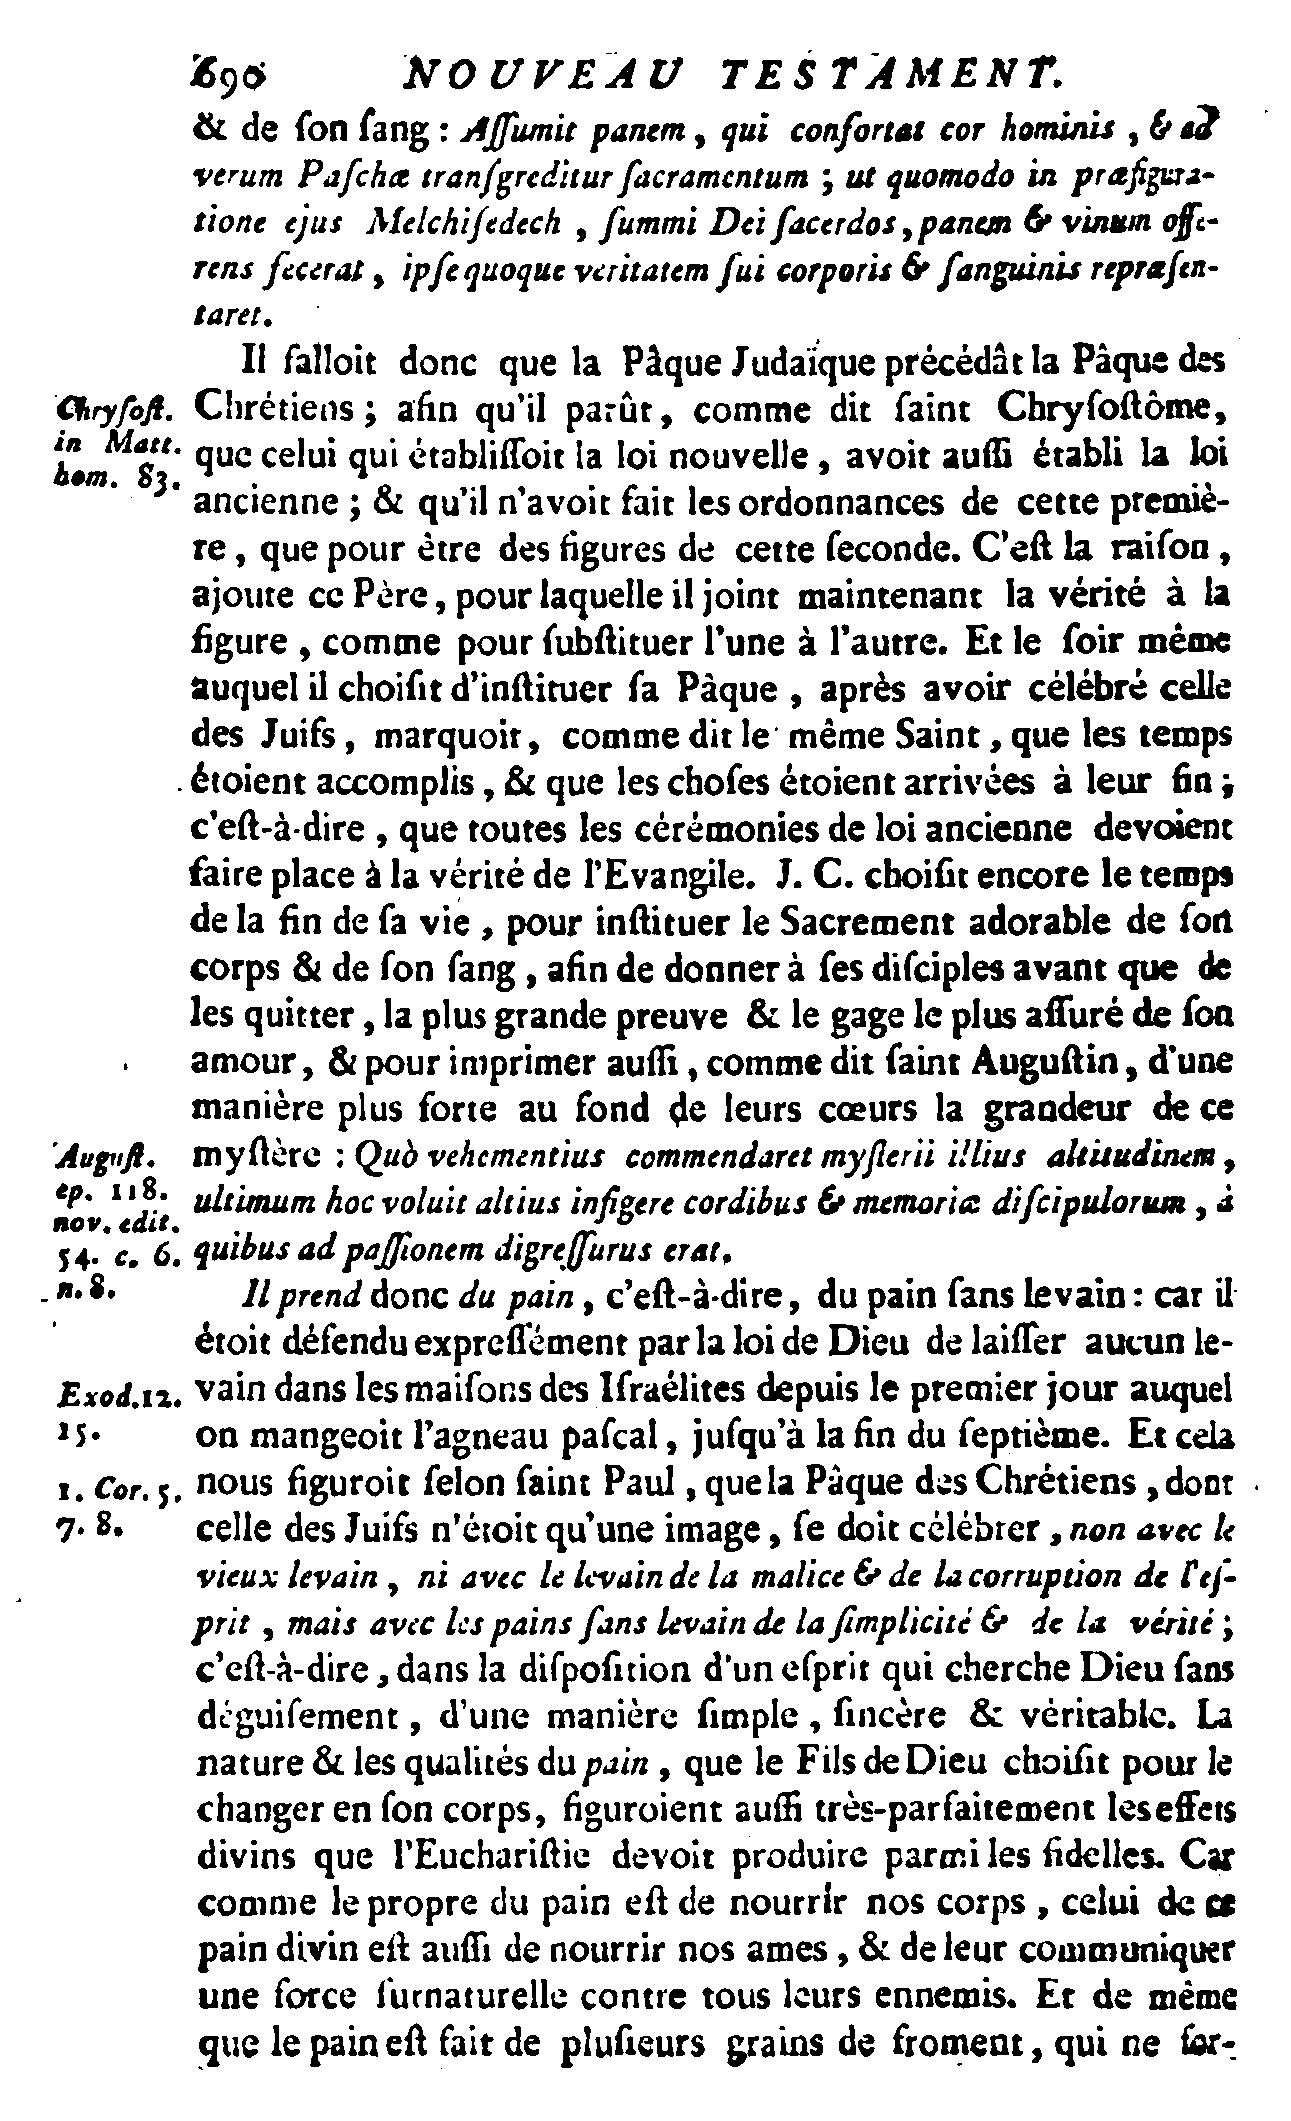 690 NOUVEAU TESTAMENT.
& de ſon ſang : Aſſumit panem, qui confortat cor hominis, & ad
verum Paſchæ tranſgreditur ſacramentum ; ut quomodo in præfigura-
tione ejus Melchiſedech, ſummi Dei ſacerdos, panem & vinum offe-
rens fecerat, ipſe quoque veritatem ſui corporis & ſanguinis repræſen-
taret.
Il falloit donc que la Pâque Judaïque précédât la Pâque des
Chryſoſt. Chrétiens ; afin qu'il parût, comme dit ſaint Chryſoſtôme,
in Matt. que celui qui établiſſoit la loi nouvelle, avoit auſſi établi la loi
hom. 83. ancienne ; & qu'il n'avoit fait les ordonnances de cette premiè-
re, que pour être des figures de cette ſeconde. C'eſt la raiſon,
ajoute ce Père, pour laquelle il joint maintenant la vérité à la
figure, comme pour ſubſtituer l'une à l'autre. Et le ſoir même
auquel il choiſit d'inſtituer ſa Pâque, après avoir célébré celle
des Juifs, marquoit, comme dit le même Saint, que les temps
étoient accomplis, & que les choſes étoient arrivées à leur fin ;
c'eſt-à-dire, que toutes les cérémonies de loi ancienne devoient
faire place à la vérité de l'Evangile. J. C. choiſit encore le temps
de la fin de ſa vie, pour inſtituer le Sacrement adorable de ſon
corps & de ſon ſang, afin de donner à ſes diſciples avant que de
les quitter, la plus grande preuve & le gage le plus aſſuré de ſon
amour, & pour imprimer auſſi, comme dit ſaint Auguſtin, d'une
manière plus forte au fond de leurs cœurs la grandeur de ce
Auguſt. myſtère : Quò vehementius commendaret myſterii illius altitudinem,
ep. 118. ultimum hoc voluit altius infigere cordibus & memoriæ diſcipulorum, à
nov. edit.
54. c. 6. quibus ad paſſionem digreſſurus erat.
n. 8. Il prend donc du pain, c'eſt-à-dire, du pain ſans levain : car il
étoit défendu expreſſément par la loi de Dieu de laiſſer aucun le-
Exod. 12. vain dans les maiſons des Iſraélites depuis le premier jour auquel
15. on mangeoit l'agneau paſcal, juſqu'à la fin du ſeptième. Et cela
1. Cor. 5. nous figuroit ſelon ſaint Paul, que la Pâque des Chrétiens, dont
7. 8. celle des Juifs n'étoit qu'une image, ſe doit célébrer, non avec le
vieux levain, ni avec le levain de la malice & de la corruption de l'eſ-
prit, mais avec les pains ſans levain de la ſimplicité & de la vérité ;
c'eſt-à-dire, dans la diſpoſition d'un eſprit qui cherche Dieu ſans
déguiſement, d'une manière ſimple, ſincère & véritable. La
nature & les qualités du pain, que le Fils de Dieu choiſit pour le
changer en ſon corps, figuroient auſſi très-parfaitement les effets
divins que l'Euchariſtie devoit produire parmi les fidelles. Car
comme le propre du pain eſt de nourrir nos corps, celui de ce
pain divin eſt auſſi de nourrir nos ames, & de leur communiquer
une force ſurnaturelle contre tous leurs ennemis. Et de même
que le pain eſt fait de pluſieurs grains de froment, qui ne for-